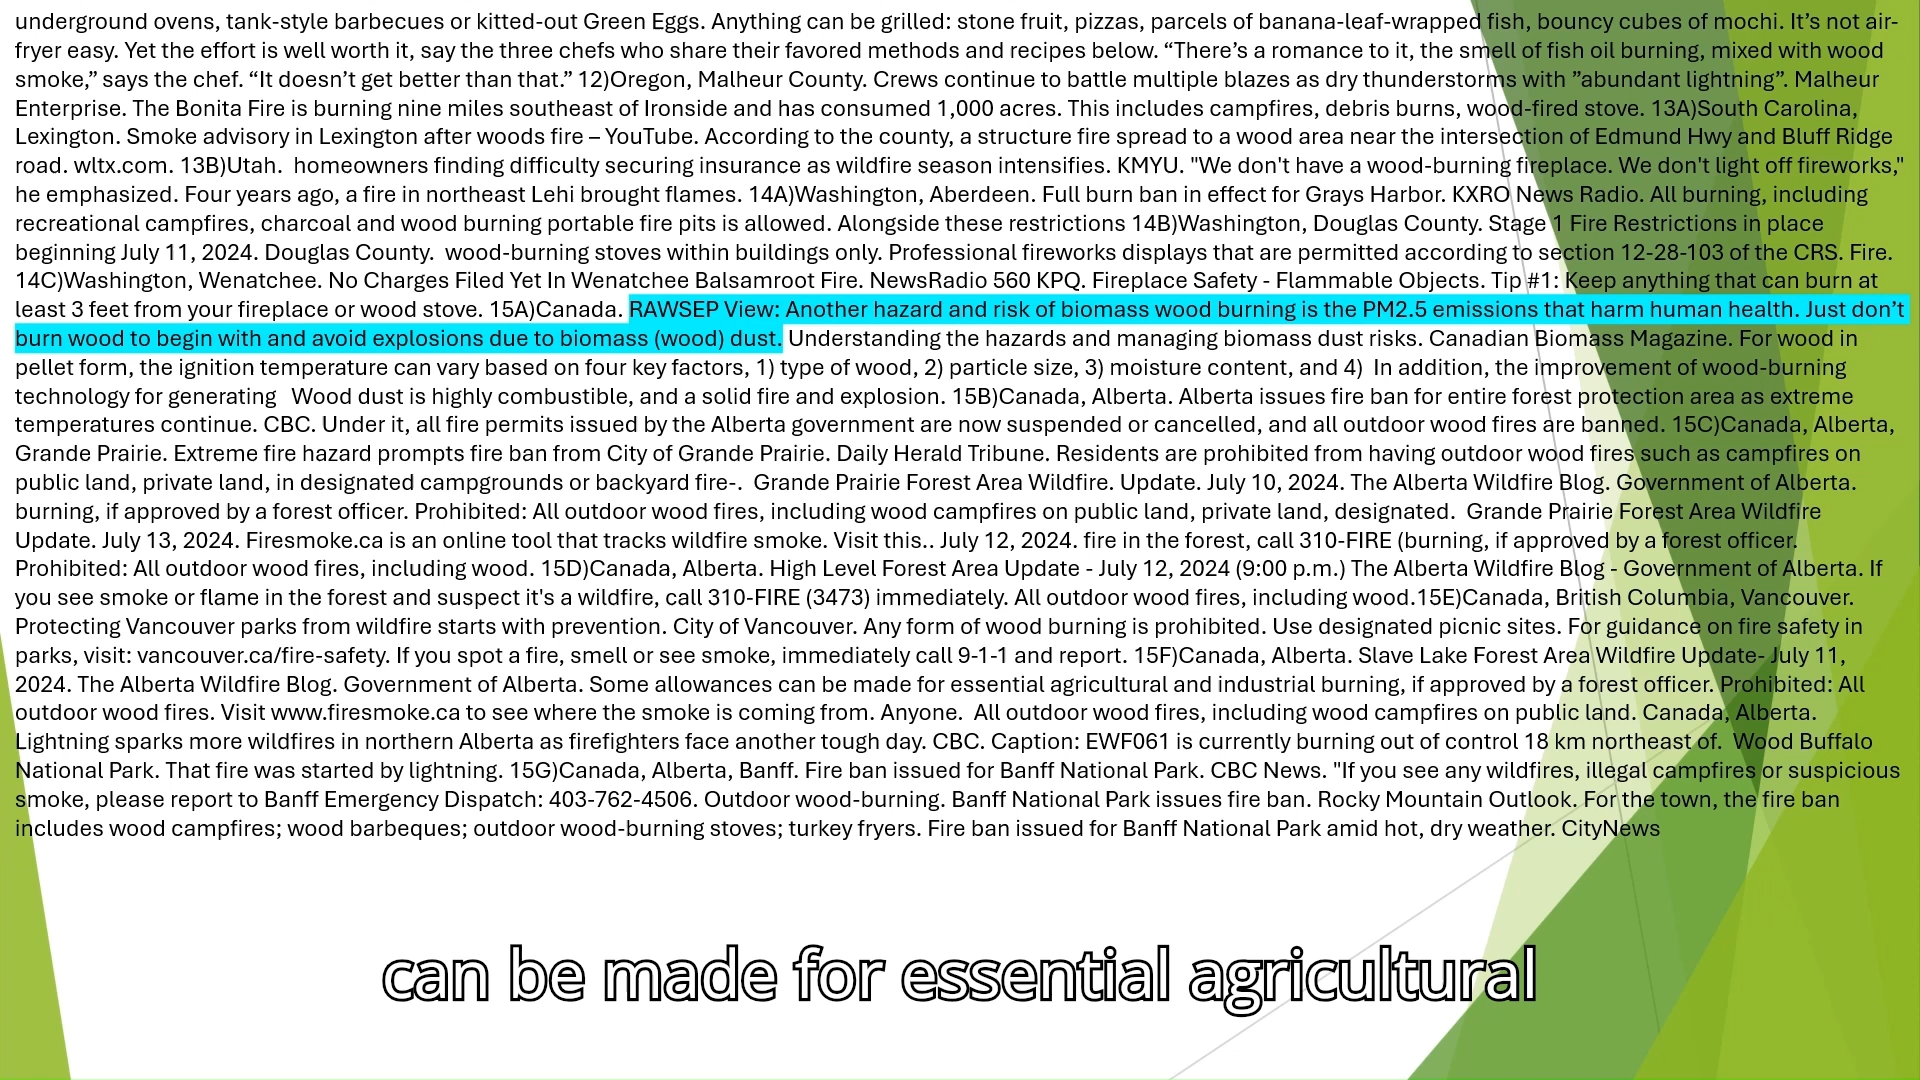 underground ovens, tank-style barbecues or kitted-out Green Eggs. Anything can be grilled: stone fruit, pizzas, parcels of banana-leaf-wrapped fish, bouncy cubes of mochi. It’s not air-
fryer easy. Yet the effort is well worth it, say the three chefs who share their favored methods and recipes below. “There’s a romance to it, the smell of fish oil burning, mixed with wood
smoke,” says the chef. “It doesn’t get better than that.” 12)Oregon, Malheur County. Crews continue to battle multiple blazes as dry thunderstorms with ”abundant lightning”. Malheur
Enterprise. The Bonita Fire is burning nine miles southeast of Ironside and has consumed 1,000 acres. This includes campfires, debris burns, wood-fired stove. 13A)South Carolina,
Lexington. Smoke advisory in Lexington after woods fire – YouTube. According to the county, a structure fire spread to a wood area near the intersection of Edmund Hwy and Bluff Ridge
road. wltx.com. 13B)Utah.  homeowners finding difficulty securing insurance as wildfire season intensifies. KMYU. "We don't have a wood-burning fireplace. We don't light off fireworks,"
he emphasized. Four years ago, a fire in northeast Lehi brought flames. 14A)Washington, Aberdeen. Full burn ban in effect for Grays Harbor. KXRO News Radio. All burning, including
recreational campfires, charcoal and wood burning portable fire pits is allowed. Alongside these restrictions 14B)Washington, Douglas County. Stage 1 Fire Restrictions in place
beginning July 11, 2024. Douglas County.  wood-burning stoves within buildings only. Professional fireworks displays that are permitted according to section 12-28-103 of the CRS. Fire.
14C)Washington, Wenatchee. No Charges Filed Yet In Wenatchee Balsamroot Fire. NewsRadio 560 KPQ. Fireplace Safety - Flammable Objects. Tip #1: Keep anything that can burn at
least 3 feet from your fireplace or wood stove. 15A)Canada. RAWSEP View: Another hazard and risk of biomass wood burning is the PM2.5 emissions that harm human health. Just don’t
burn wood to begin with and avoid explosions due to biomass (wood) dust. Understanding the hazards and managing biomass dust risks. Canadian Biomass Magazine. For wood in
pellet form, the ignition temperature can vary based on four key factors, 1) type of wood, 2) particle size, 3) moisture content, and 4)  In addition, the improvement of wood-burning
technology for generating   Wood dust is highly combustible, and a solid fire and explosion. 15B)Canada, Alberta. Alberta issues fire ban for entire forest protection area as extreme
temperatures continue. CBC. Under it, all fire permits issued by the Alberta government are now suspended or cancelled, and all outdoor wood fires are banned. 15C)Canada, Alberta,
Grande Prairie. Extreme fire hazard prompts fire ban from City of Grande Prairie. Daily Herald Tribune. Residents are prohibited from having outdoor wood fires such as campfires on
public land, private land, in designated campgrounds or backyard fire-.  Grande Prairie Forest Area Wildfire. Update. July 10, 2024. The Alberta Wildfire Blog. Government of Alberta.
burning, if approved by a forest officer. Prohibited: All outdoor wood fires, including wood campfires on public land, private land, designated.  Grande Prairie Forest Area Wildfire
Update. July 13, 2024. Firesmoke.ca is an online tool that tracks wildfire smoke. Visit this.. July 12, 2024. fire in the forest, call 310-FIRE (burning, if approved by a forest officer.
Prohibited: All outdoor wood fires, including wood. 15D)Canada, Alberta. High Level Forest Area Update - July 12, 2024 (9:00 p.m.) The Alberta Wildfire Blog - Government of Alberta. If
you see smoke or flame in the forest and suspect it's a wildfire, call 310-FIRE (3473) immediately. All outdoor wood fires, including wood.15E)Canada, British Columbia, Vancouver.
Protecting Vancouver parks from wildfire starts with prevention. City of Vancouver. Any form of wood burning is prohibited. Use designated picnic sites. For guidance on fire safety in
parks, visit: vancouver.ca/fire-safety. If you spot a fire, smell or see smoke, immediately call 9-1-1 and report. 15F)Canada, Alberta. Slave Lake Forest Area Wildfire Update- July 11,
2024. The Alberta Wildfire Blog. Government of Alberta. Some allowances can be made for essential agricultural and industrial burning, if approved by a forest officer. Prohibited: All
outdoor wood fires. Visit www.firesmoke.ca to see where the smoke is coming from. Anyone.  All outdoor wood fires, including wood campfires on public land. Canada, Alberta.
Lightning sparks more wildfires in northern Alberta as firefighters face another tough day. CBC. Caption: EWF061 is currently burning out of control 18 km northeast of.  Wood Buffalo
National Park. That fire was started by lightning. 15G)Canada, Alberta, Banff. Fire ban issued for Banff National Park. CBC News. "If you see any wildfires, illegal campfires or suspicious
smoke, please report to Banff Emergency Dispatch: 403-762-4506. Outdoor wood-burning. Banff National Park issues fire ban. Rocky Mountain Outlook. For the town, the fire ban
includes wood campfires; wood barbeques; outdoor wood-burning stoves; turkey fryers. Fire ban issued for Banff National Park amid hot, dry weather. CityNews
can be made for essential agricultural